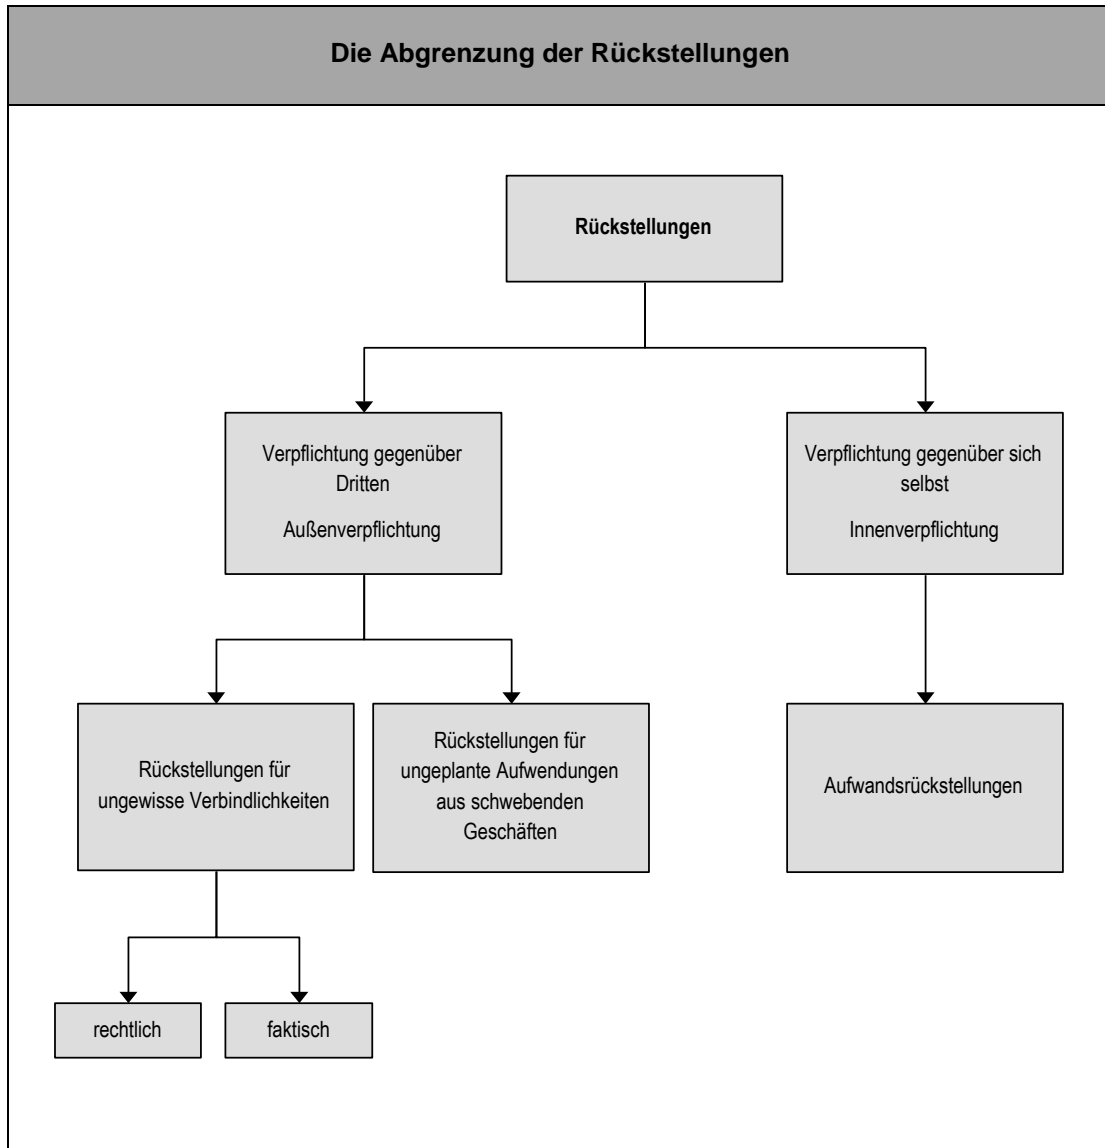 Die Abgrenzung der Rückstellungen
Rückstellungen
Verpflichtung gegenüber
Dritten
Außenverpflichtung
Verpflichtung gegenüber sich
selbst
Innenverpflichtung
Rückstellungen für
ungewisse Verbindlichkeiten
Rückstellungen für
ungeplante Aufwendungen
aus schwebenden
Geschäften
Aufwandsrückstellungen
rechtlich
faktisch